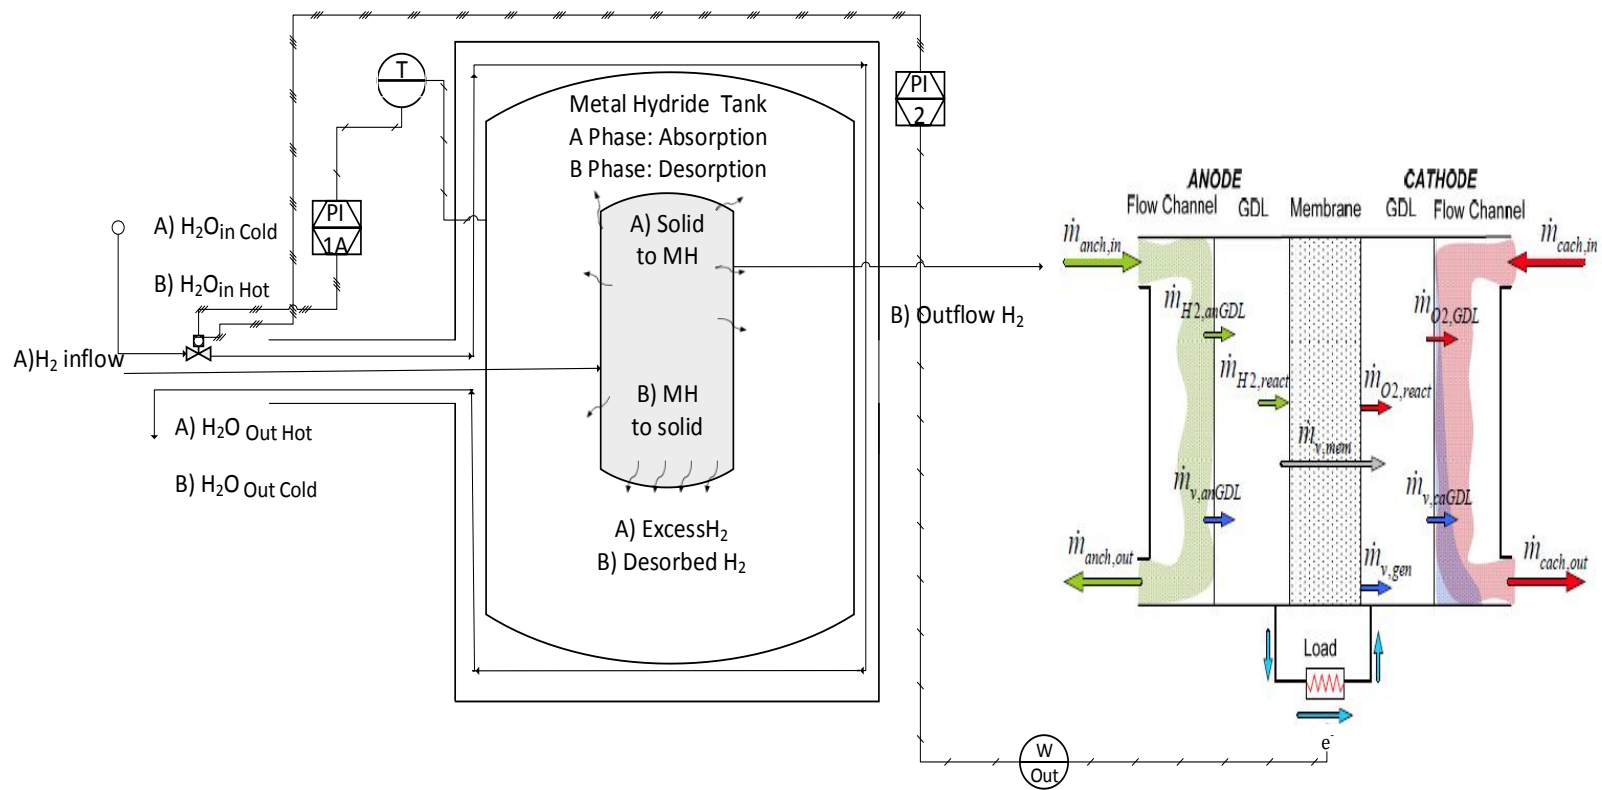 T
Metal Hydride Tank
A Phase: Absorption
B Phase: Desorption
PI
2
PI
1A
A) H₂Oin Cold
B) H₂Oin Hot
A)H₂ inflow
A) H₂O Out Hot
B) H₂O Out Cold
A) Solid
to MH
B) MH
to solid
A) ExcessH₂
B) Desorbed H₂
B) Outflow H₂
W
Out
ANODE CATHODE
Flow Channel GDL Membrane GDL Flow Channel
ṁanch,in
ṁcach,in
ṁH2,anGDL
ṁO2,GDL
ṁH2,react
ṁO2,react
ṁv,mem
ṁv,anGDL
ṁv,caGDL
ṁanch,out
ṁv,gen
ṁcach,out
Load
e-